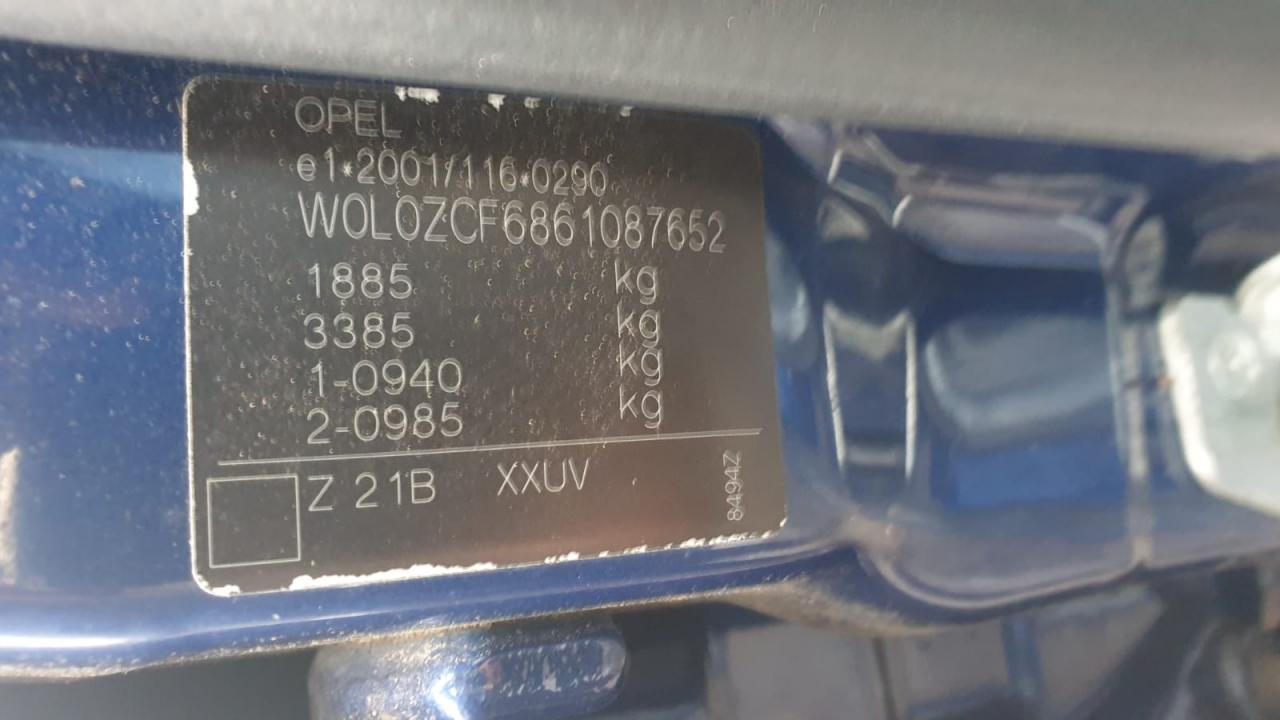 OPEL
e1*2001/116*0290
W0L0ZCF6861087652
1885 kg
3385 kg
1-0940 kg
2-0985 kg
Z 21B XXUV
8494Z